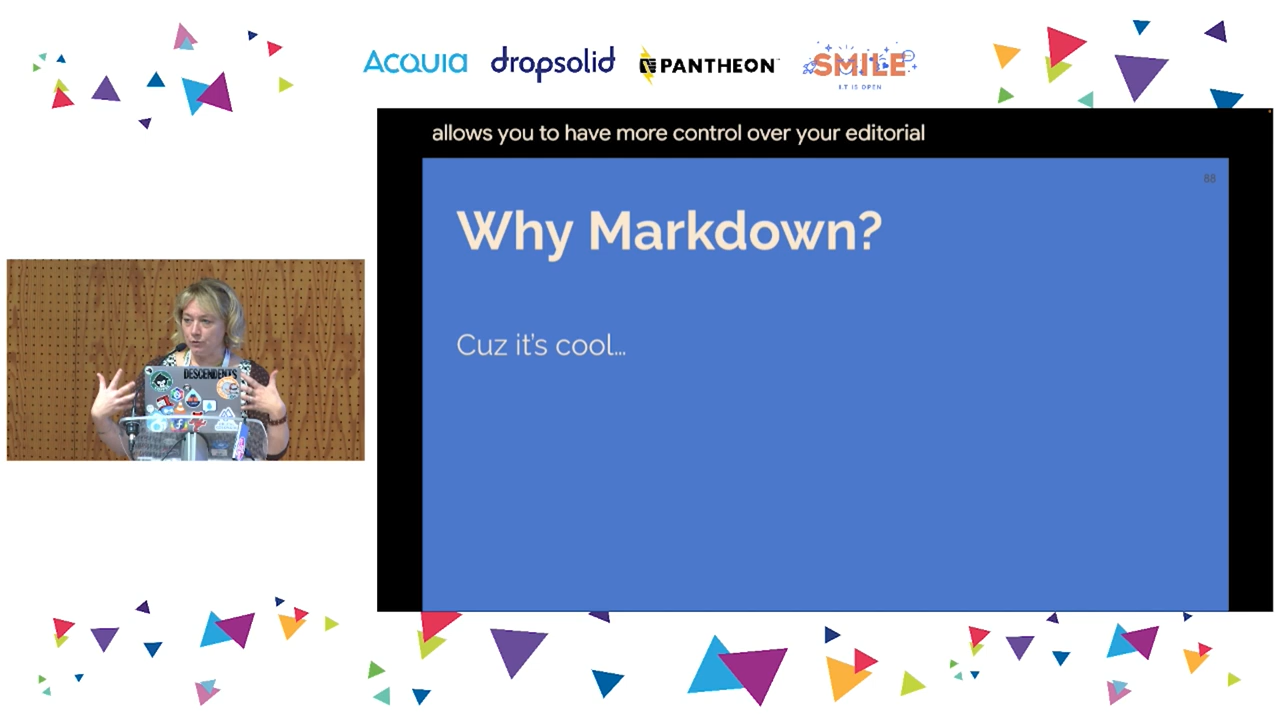 ACQUIA dropsolid PANTHEON SMILE
I.T IS OPEN
allows you to have more control over your editorial
88
Why Markdown?
Cuz it's cool...
DESCENDENTS